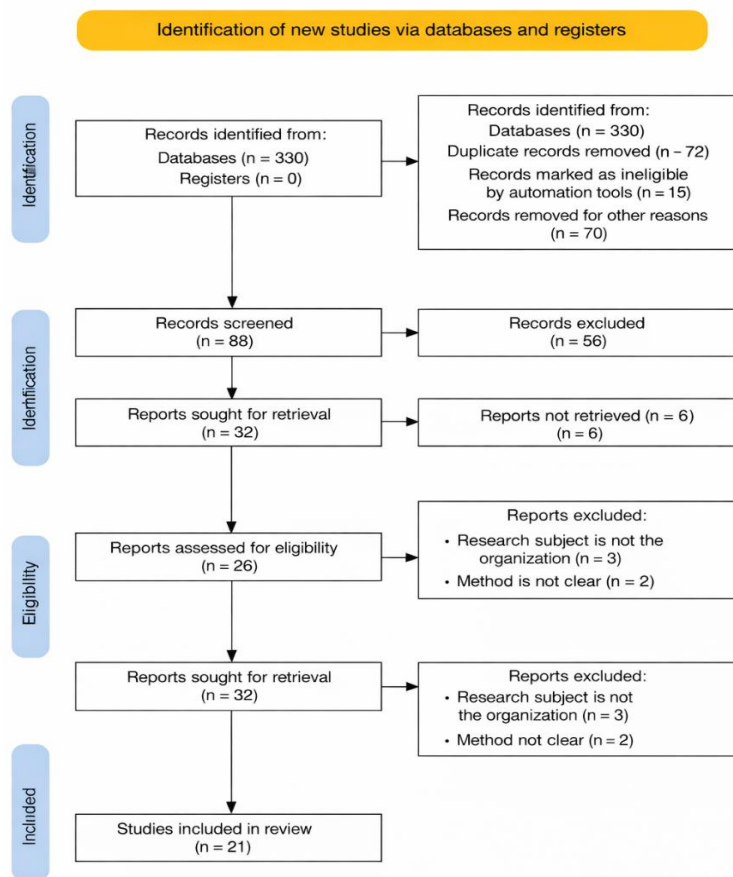 Identification of new studies via databases and registers
Identification
Records identified from:
Databases (n = 330)
Registers (n = 0)
Records identified from:
Databases (n = 330)
Duplicate records removed (n – 72)
Records marked as ineligible
by automation tools (n = 15)
Records removed for other reasons
(n = 70)
Records screened
(n = 88)
Records excluded
(n = 56)
Reports sought for retrieval
(n = 32)
Reports not retrieved (n = 6)
(n = 6)
Eligibility
Reports assessed for eligibility
(n = 26)
Reports excluded:
• Research subject is not the
organization (n = 3)
• Method is not clear (n = 2)
Reports sought for retrieval
(n = 32)
Reports excluded:
• Research subject is not
the organization (n = 3)
• Method not clear (n = 2)
Included
Studies included in review
(n = 21)